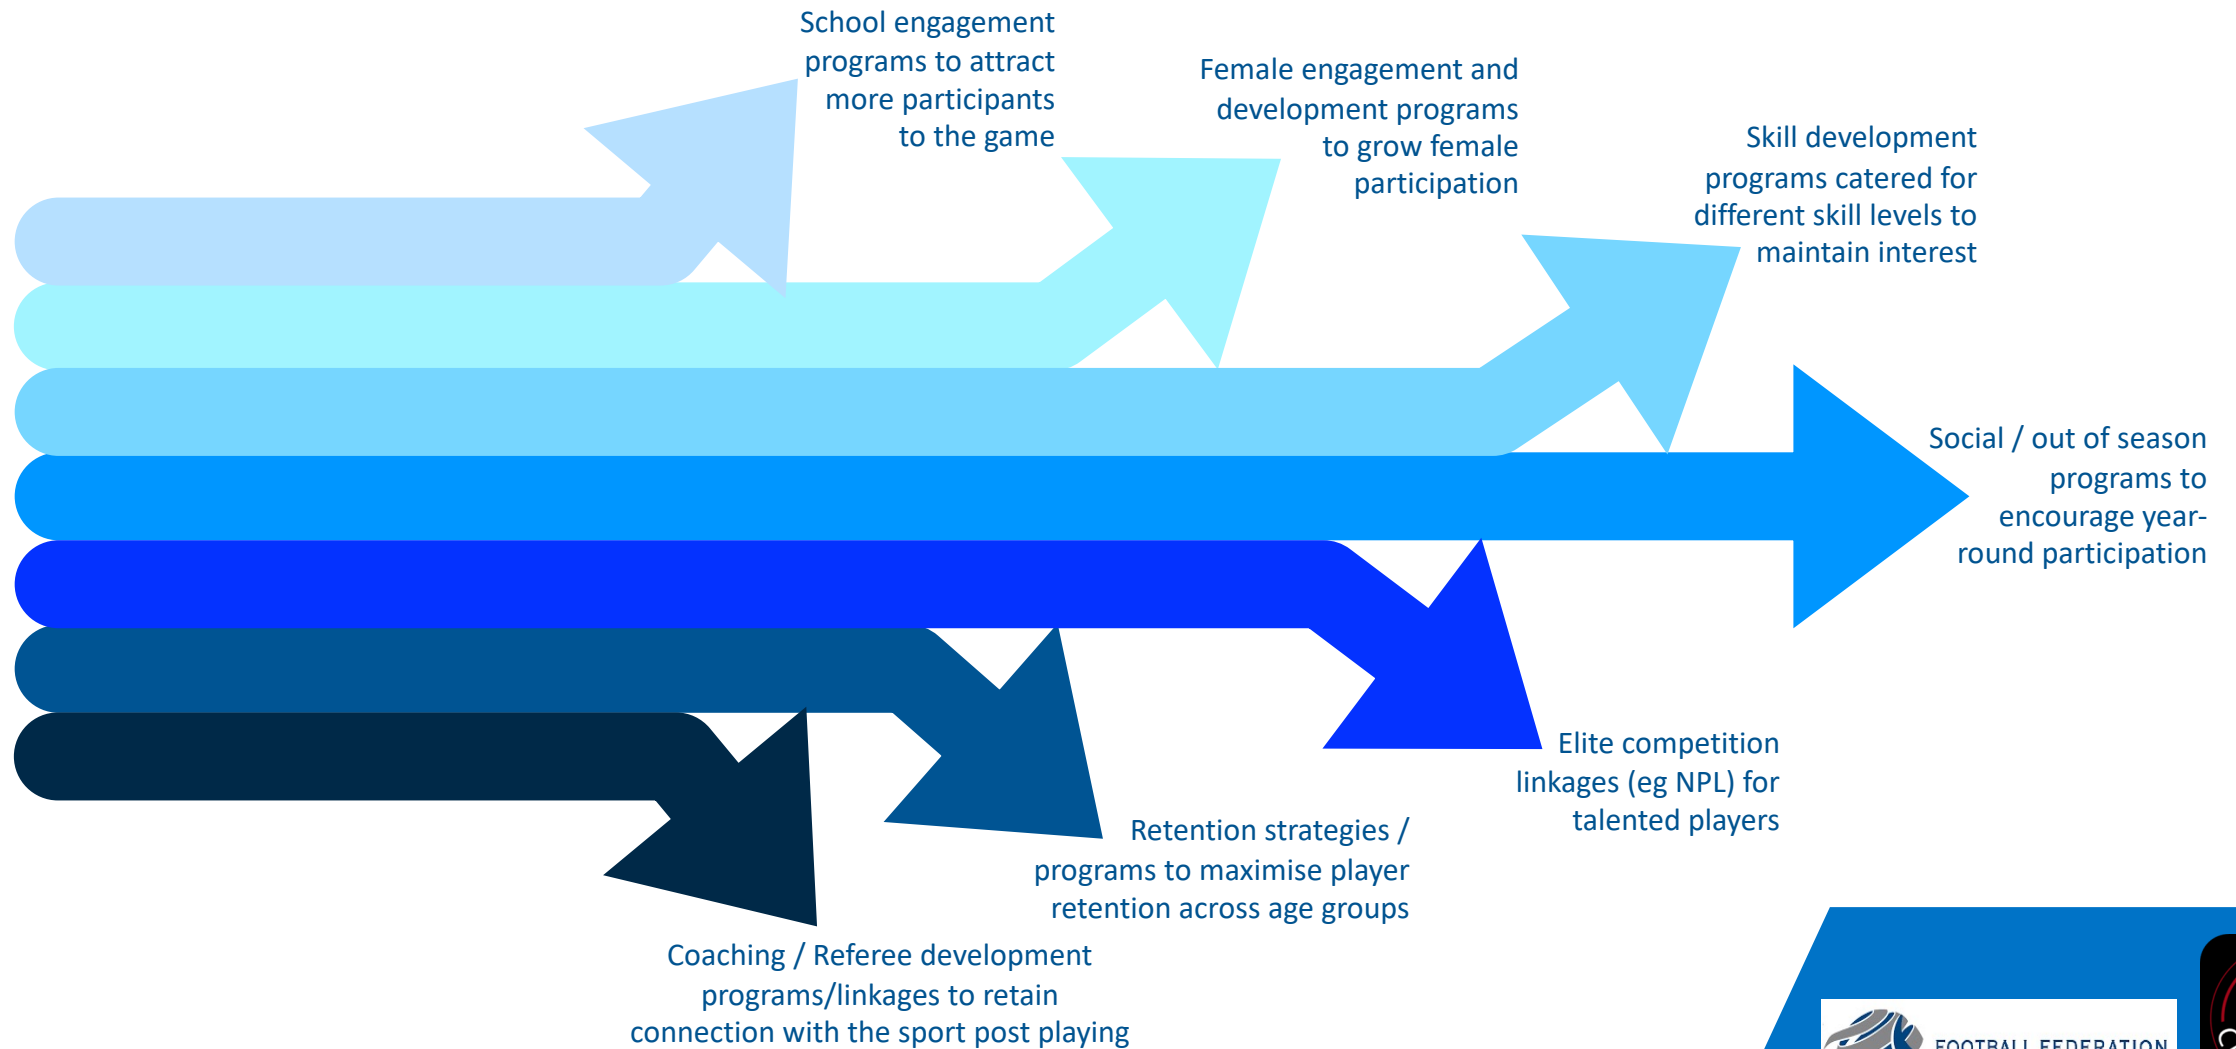 School engagement
programs to attract
more participants
to the game
Female engagement and
development programs
to grow female
participation
Skill development
programs catered for
different skill levels to
maintain interest
Social / out of season
programs to
encourage year-
round participation
Elite competition
linkages (eg NPL) for
talented players
Retention strategies /
programs to maximise player
retention across age groups
Coaching / Referee development
programs/linkages to retain
connection with the sport post playing
FOOTBALL FEDERATION